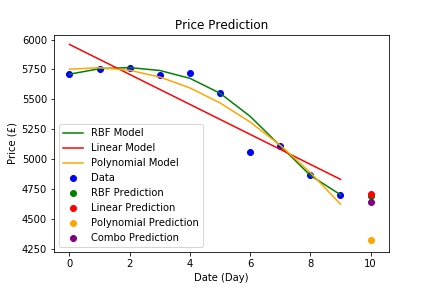 Price Prediction
6000
5750
5500
5250
5000
4750
4500
4250
Price (£)
RBF Model
Linear Model
Polynomial Model
Data
RBF Prediction
Linear Prediction
Polynomial Prediction
Combo Prediction
0 2 4 6 8 10
Date (Day)